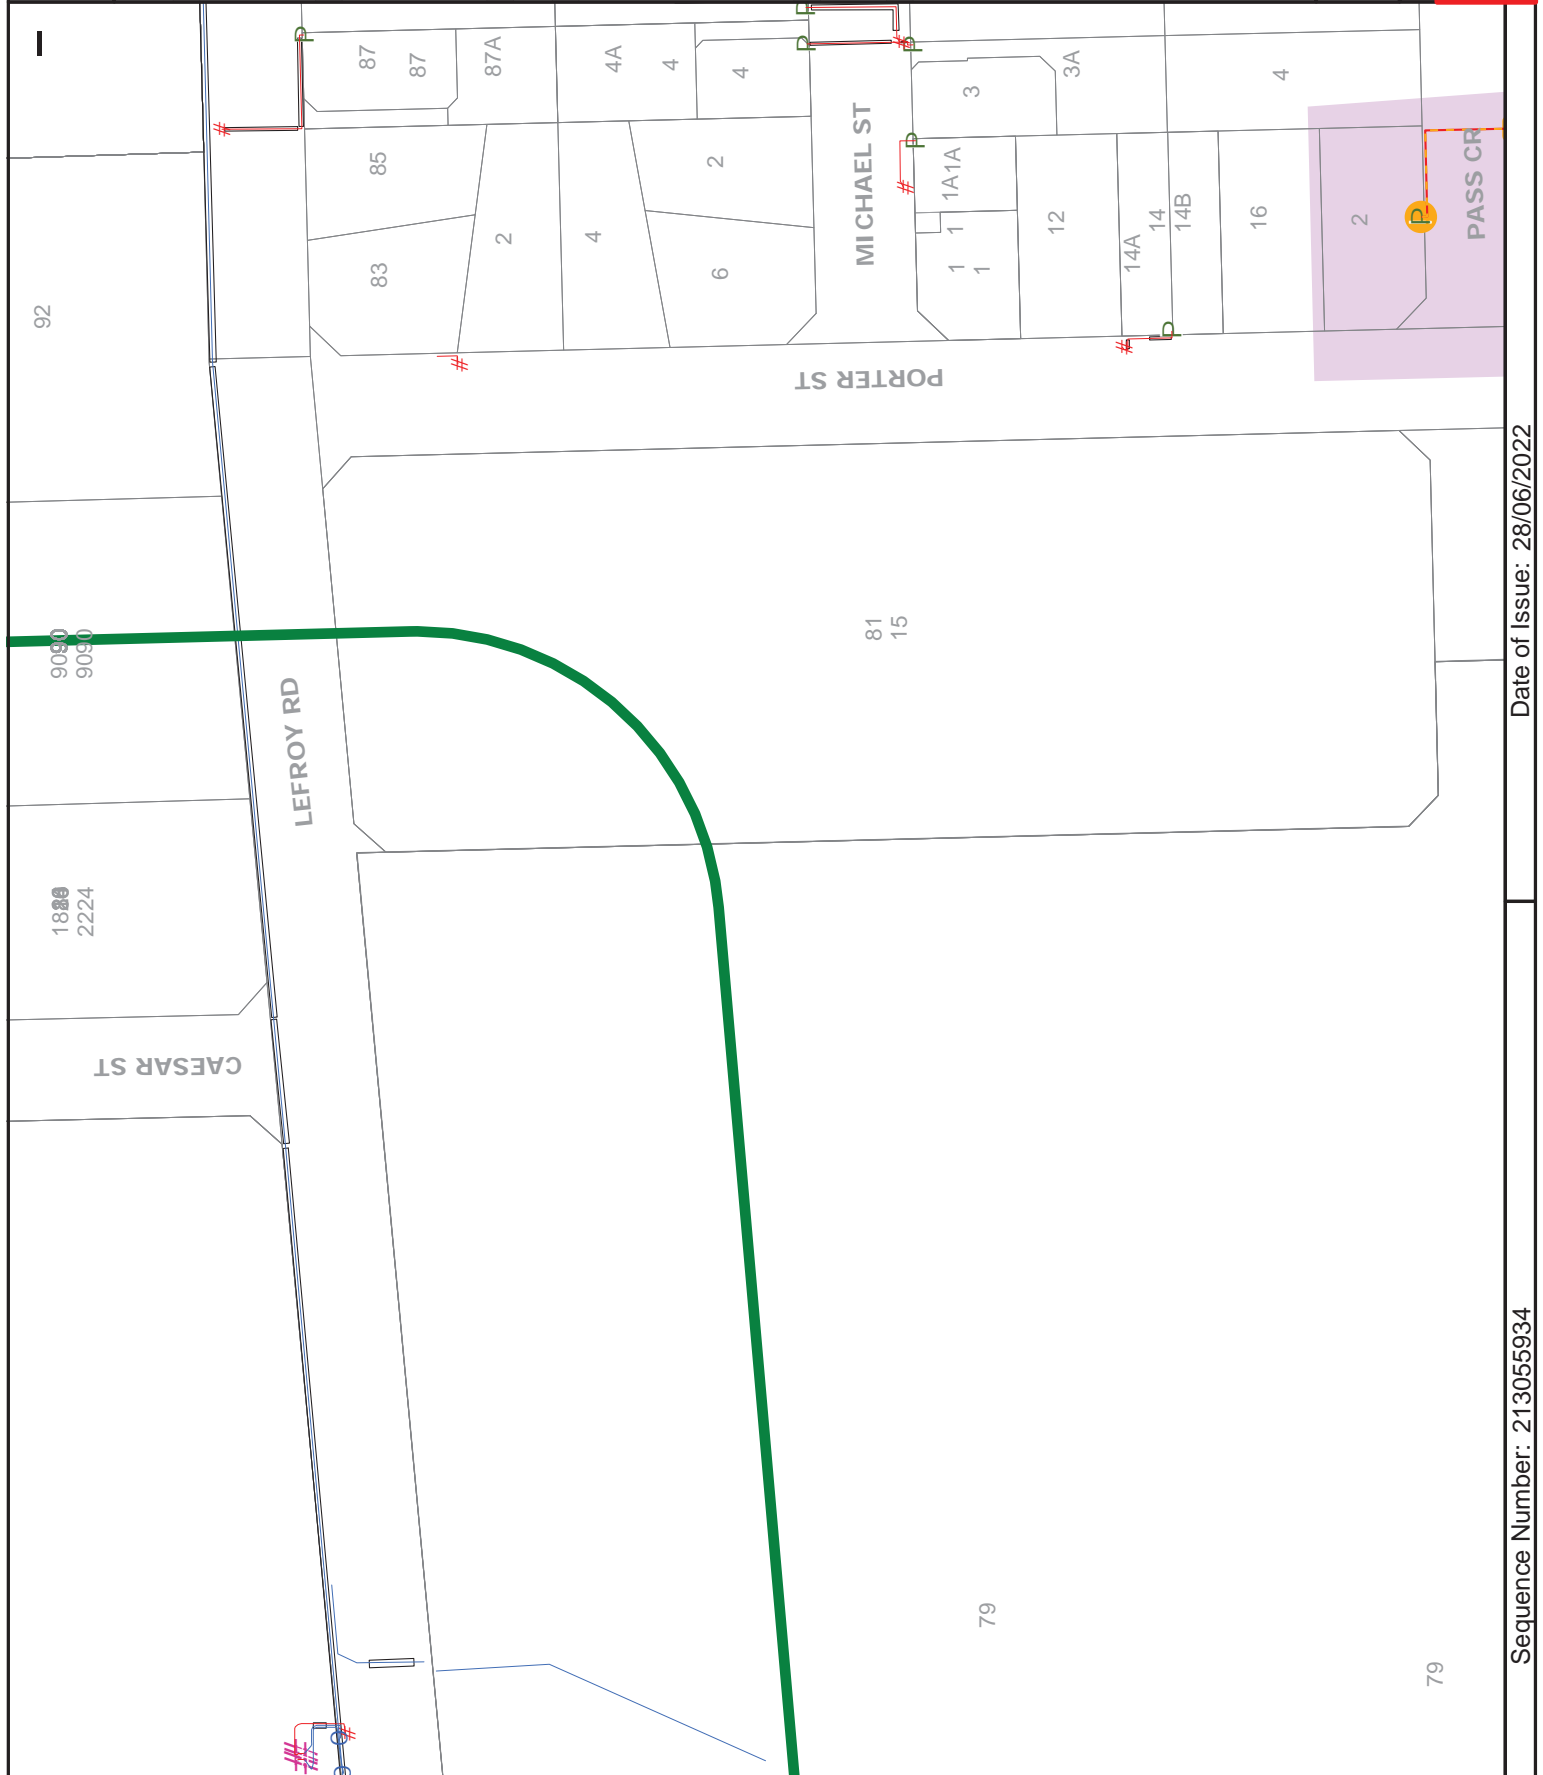 P
P
P
P
87
87
87A
4A
4
4
3
3A
4
#
#
MICHAEL ST
P
1A1A
#
85
2
PASS CR
12
14
14B
14A
16
2
P
2
4
1
1
1
83
6
92
P
#
#
PORTER ST
81
15
9090
LEFROY RD
2224
CAESAR ST
79
79
#
Date of Issue: 28/06/2022
Sequence Number: 213055934